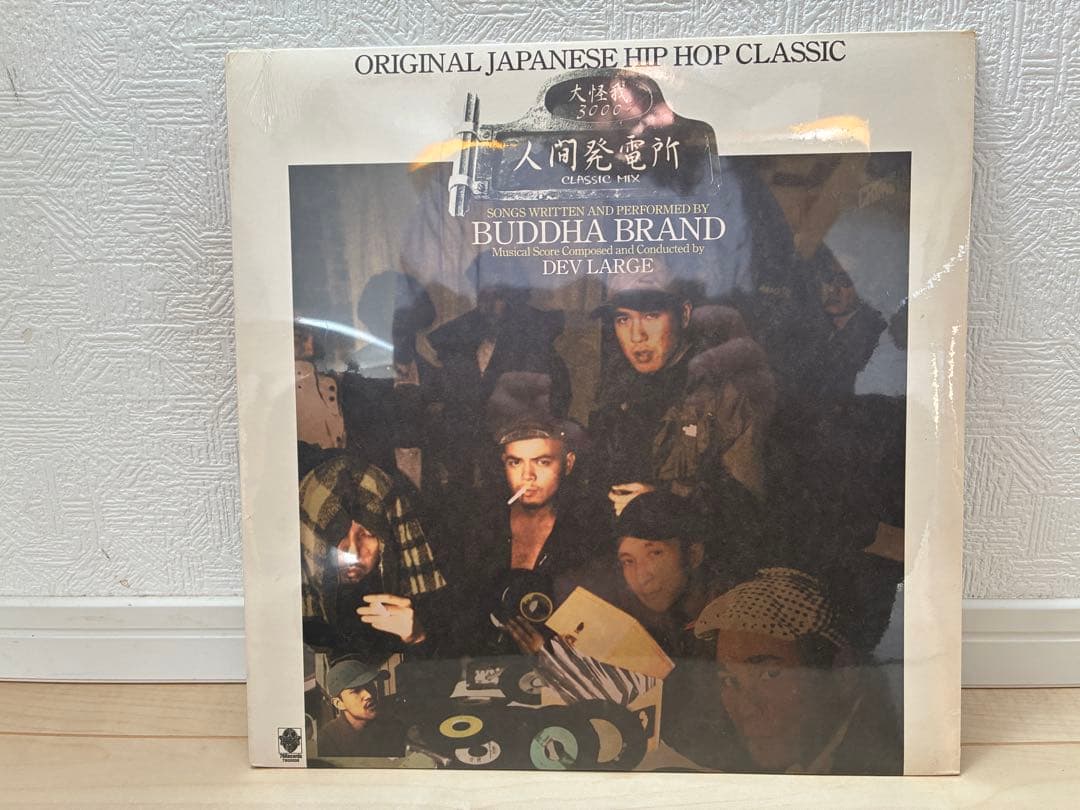 ORIGINAL JAPANESE HIP HOP CLASSIC
大怪我
3000
人間発電所
CLASSIC MIX
SONGS WRITTEN AND PERFORMED BY
BUDDHA BRAND
Musical Score Composed and Conducted by
DEV LARGE